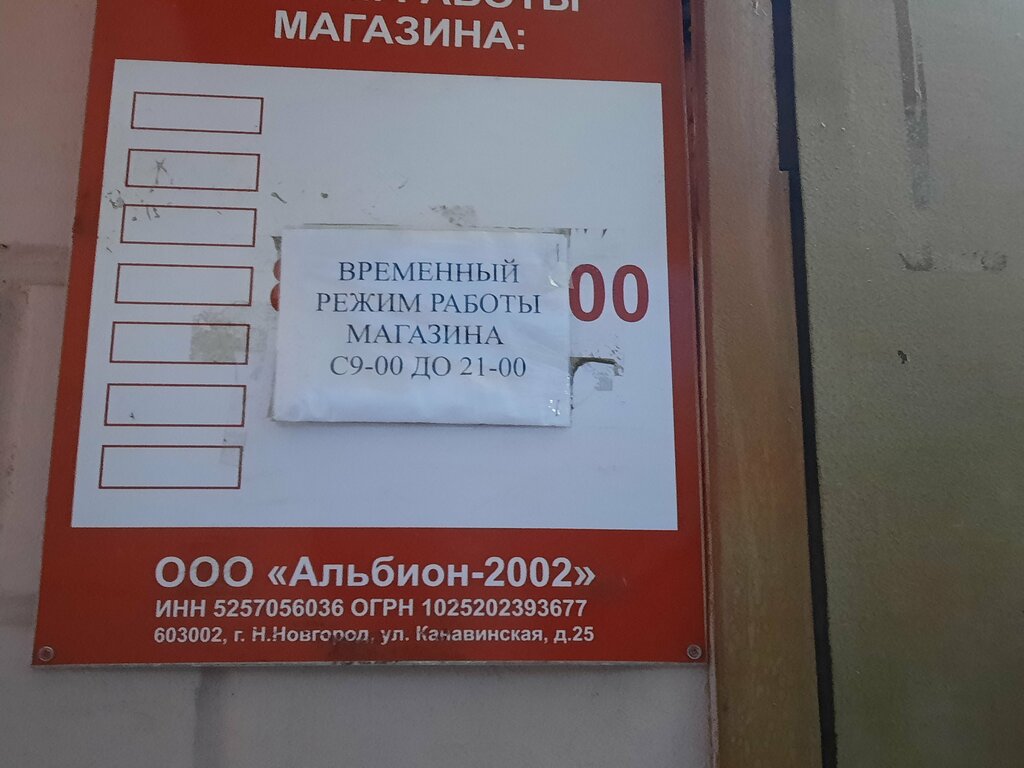 РАБОТЫ
МАГАЗИНА:
ВРЕМЕННЫЙ
РЕЖИМ РАБОТЫ
МАГАЗИНА
С9-00 ДО 21-00
00
ООО «Альбион-2002»
ИНН 5257056036 ОГРН 1025202393677
603002, г. Н.Новгород, ул. Канавинская, д.25